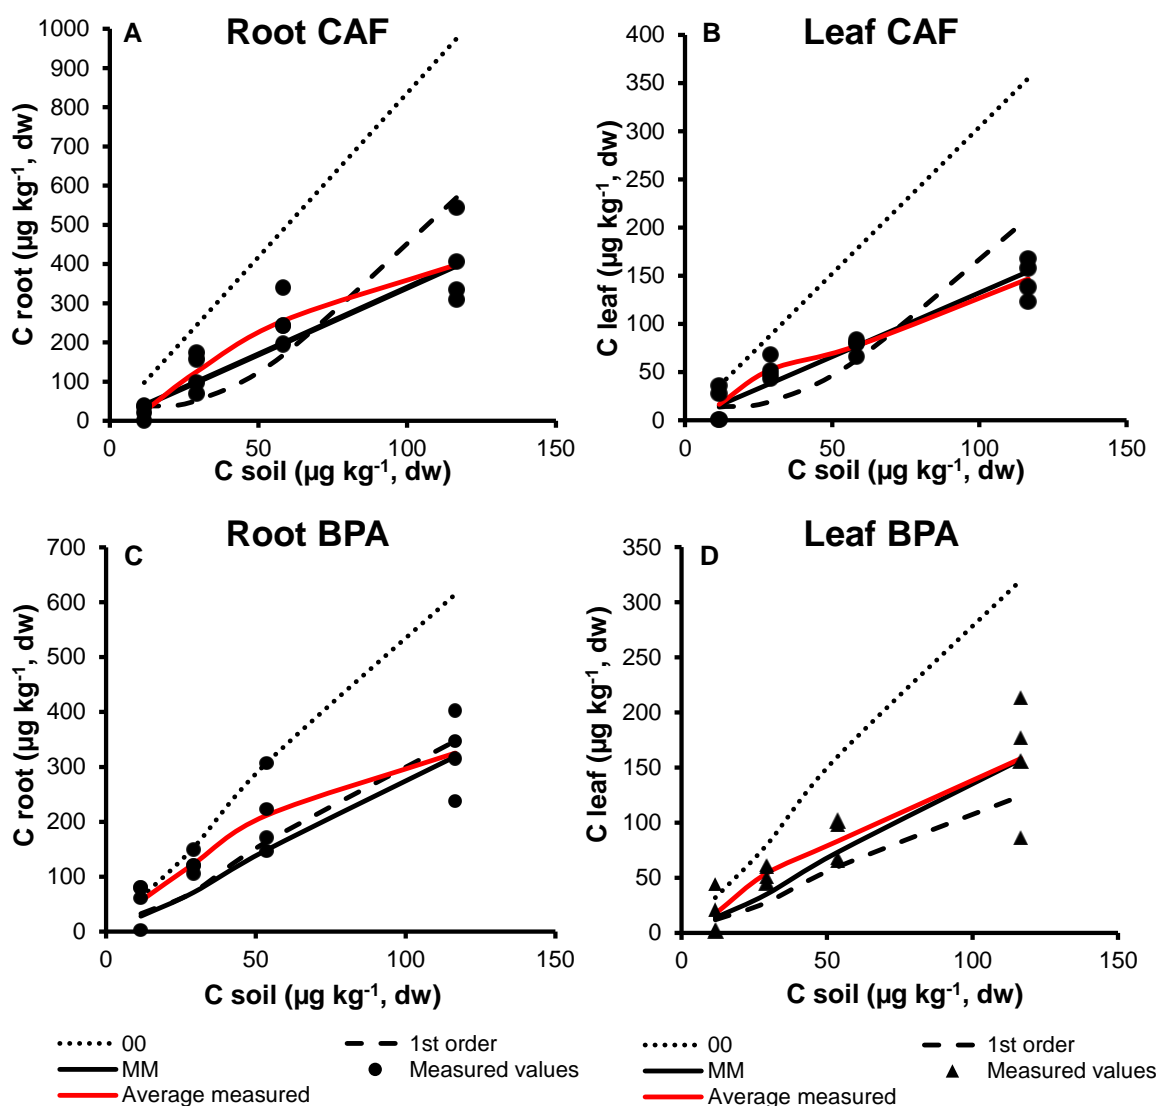 A
Root CAF
C root (µg kg-1, dw)
1000
900
800
700
600
500
400
300
200
100
0
0
50
100
150
C soil (µg kg-1, dw)
B
Leaf CAF
C leaf (µg kg-1, dw)
400
350
300
250
200
150
100
50
0
0
50
100
150
C soil (µg kg-1, dw)
C
Root BPA
C root (µg kg-1, dw)
700
600
500
400
300
200
100
0
0
50
100
150
C soil (µg kg-1, dw)
D
Leaf BPA
C leaf (µg kg-1, dw)
350
300
250
200
150
100
50
0
0
50
100
150
C soil (µg kg-1, dw)
00
1st order
MM
Measured values
Average measured
00
1st order
MM
Measured values
Average measured